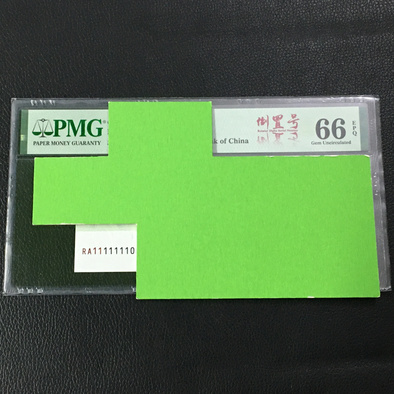 PMG
PAPER MONEY GUARANTY
k of China
倒置号
66 EPQ
Gem Uncirculated
RA11111110